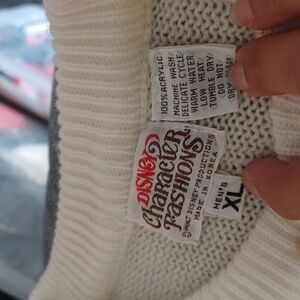 100% ACRYLIC
MACHINE WASH
DELICATE CYCLE
WARM WATER
LOW HEAT
TUMBLE DRY
DO NOT
DRY
DISNEY
Character
Fashions
© WALT DISNEY PRODUCTIONS
MADE IN KOREA
MEN'S
XL